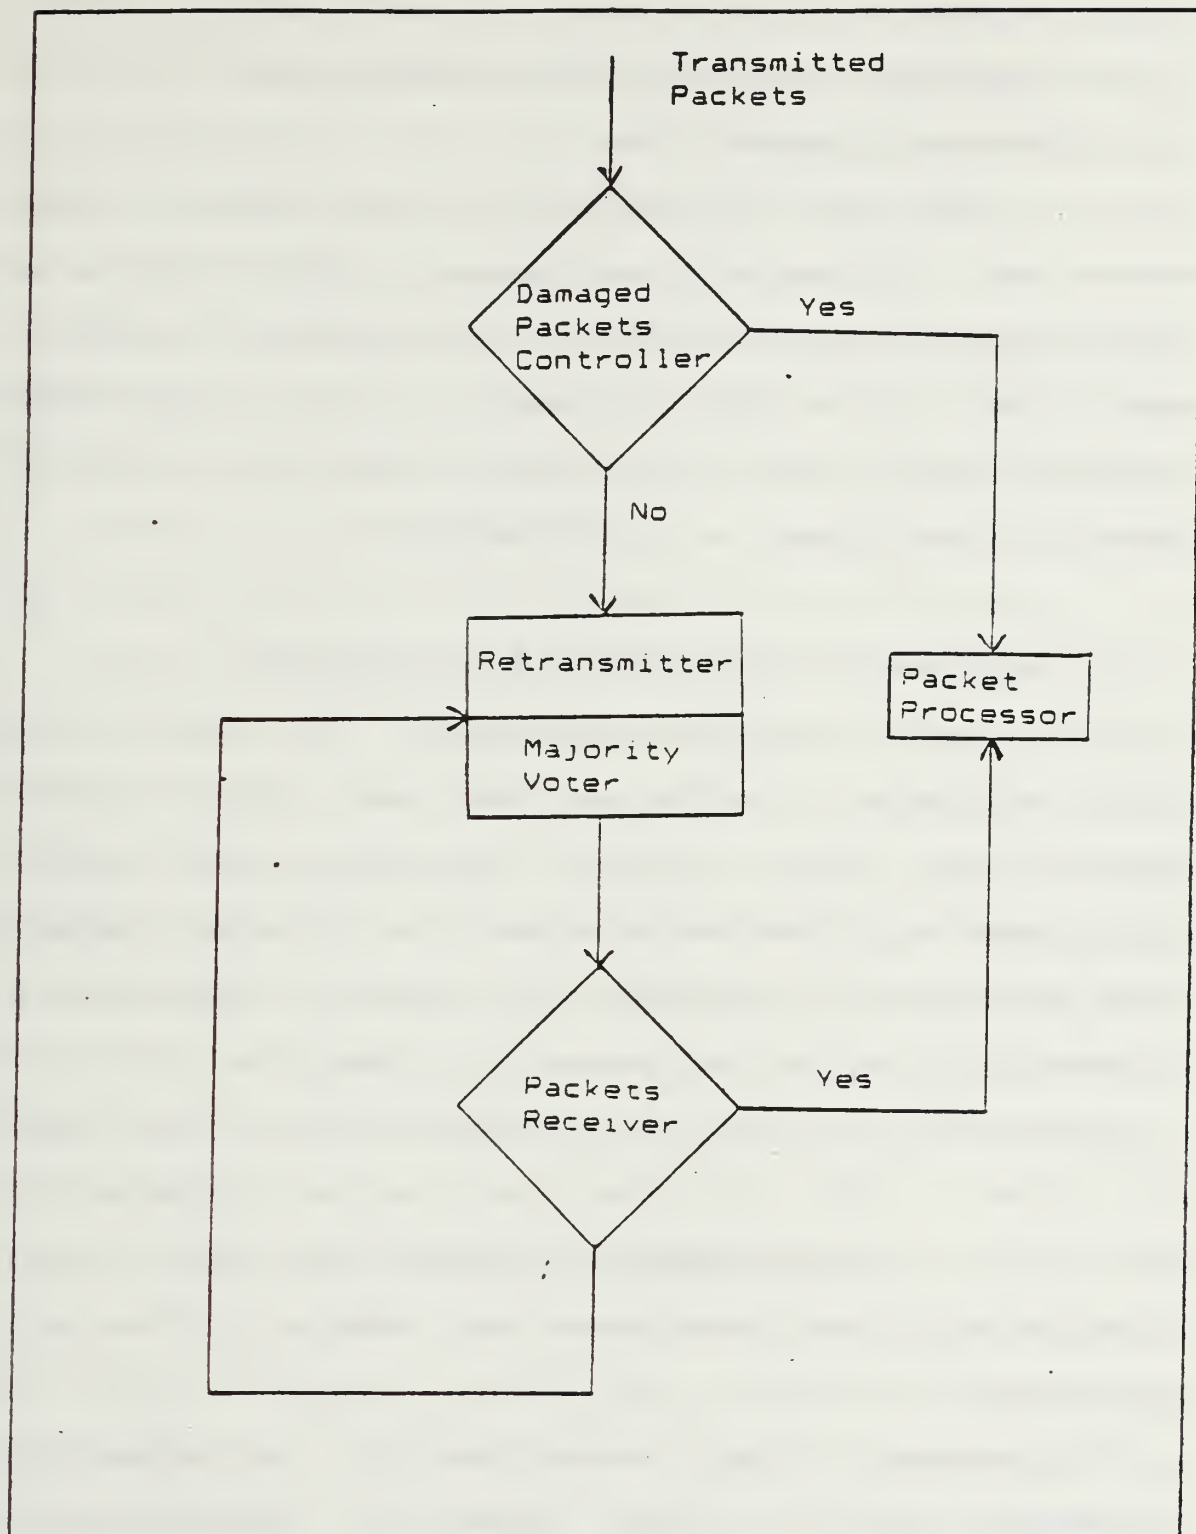 Transmitted
Packets
Damaged
Packets
Controller
Yes
No
Retransmitter
Majority
Voter
Packet
Processor
Packets
Receiver
Yes